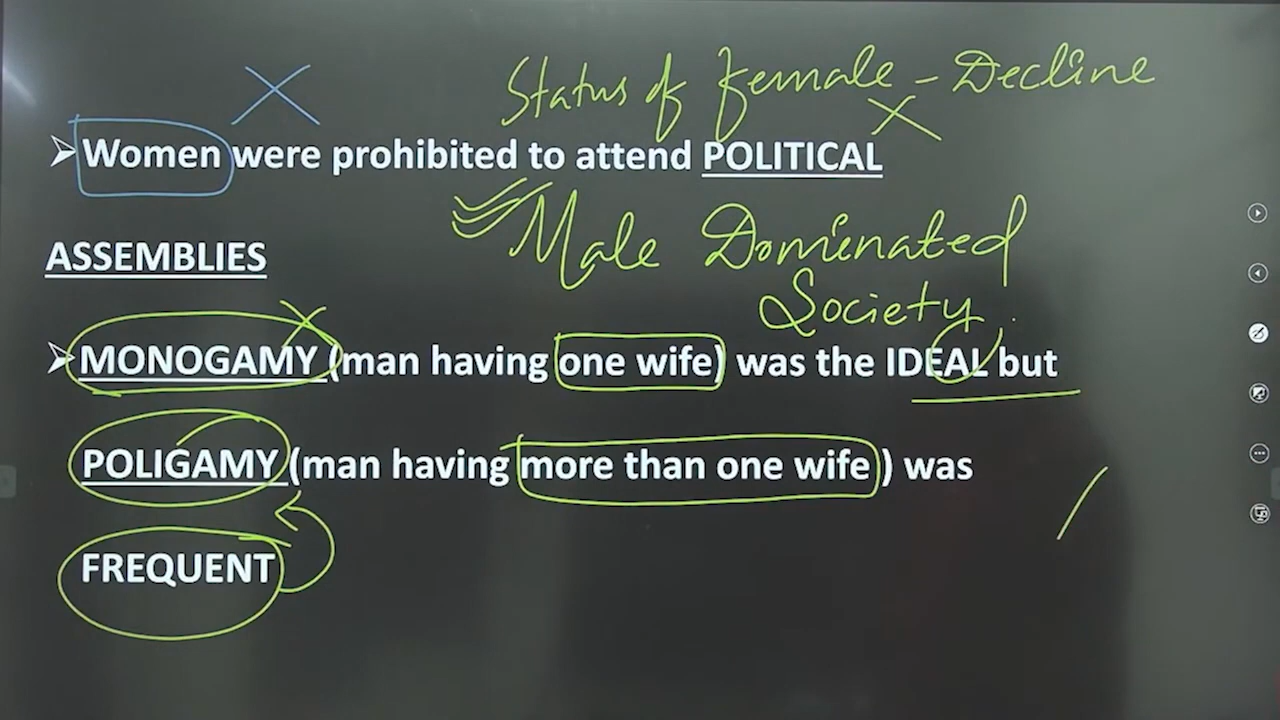 Status of female - Decline
➢ Women were prohibited to attend POLITICAL
Male Dominated
ASSEMBLIES
Society.
➢ MONOGAMY (man having one wife) was the IDEAL but
POLIGAMY (man having more than one wife ) was
FREQUENT